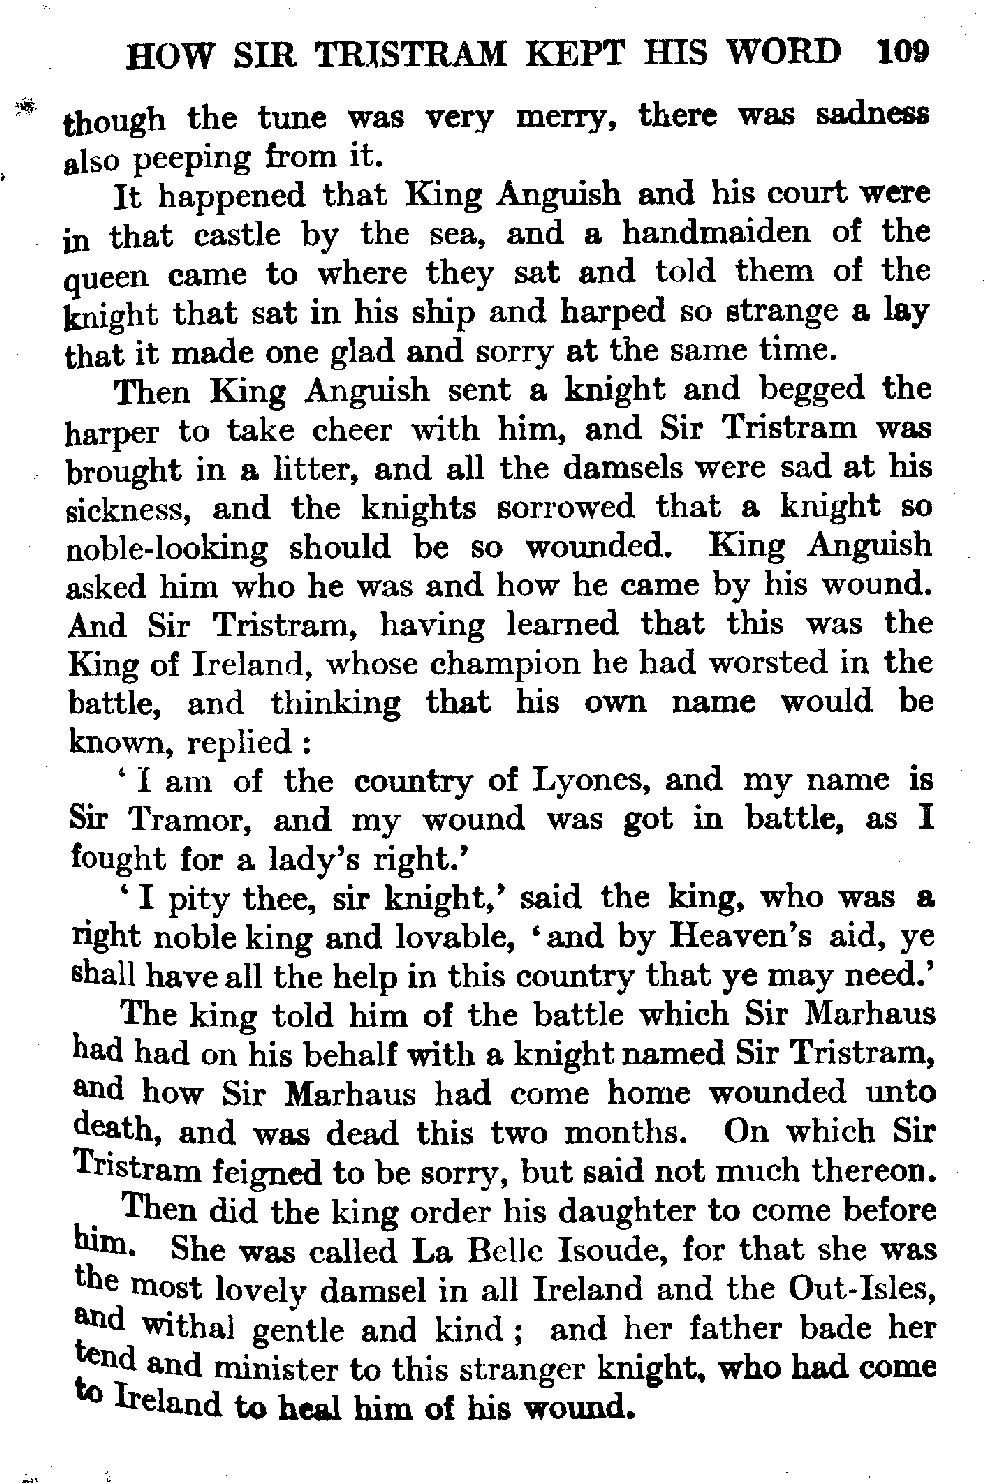 HOW SIR TRISTRAM KEPT HIS WORD 109
though the tune was very merry, there was sadness
also peeping from it.
It happened that King Anguish and his court were
in that castle by the sea, and a handmaiden of the
queen came to where they sat and told them of the
knight that sat in his ship and harped so strange a lay
that it made one glad and sorry at the same time.
Then King Anguish sent a knight and begged the
harper to take cheer with him, and Sir Tristram was
brought in a litter, and all the damsels were sad at his
sickness, and the knights sorrowed that a knight so
noble-looking should be so wounded. King Anguish
asked him who he was and how he came by his wound.
And Sir Tristram, having learned that this was the
King of Ireland, whose champion he had worsted in the
battle, and thinking that his own name would be
known, replied :
‘ I am of the country of Lyones, and my name is
Sir Tramor, and my wound was got in battle, as I
fought for a lady's right.’
‘ I pity thee, sir knight,’ said the king, who was a
right noble king and lovable, ‘ and by Heaven's aid, ye
shall have all the help in this country that ye may need.’
The king told him of the battle which Sir Marhaus
had had on his behalf with a knight named Sir Tristram,
and how Sir Marhaus had come home wounded unto
death, and was dead this two months. On which Sir
Tristram feigned to be sorry, but said not much thereon.
Then did the king order his daughter to come before
him. She was called La Belle Isoude, for that she was
the most lovely damsel in all Ireland and the Out-Isles,
and withal gentle and kind ; and her father bade her
tend and minister to this stranger knight, who had come
to Ireland to heal him of his wound.